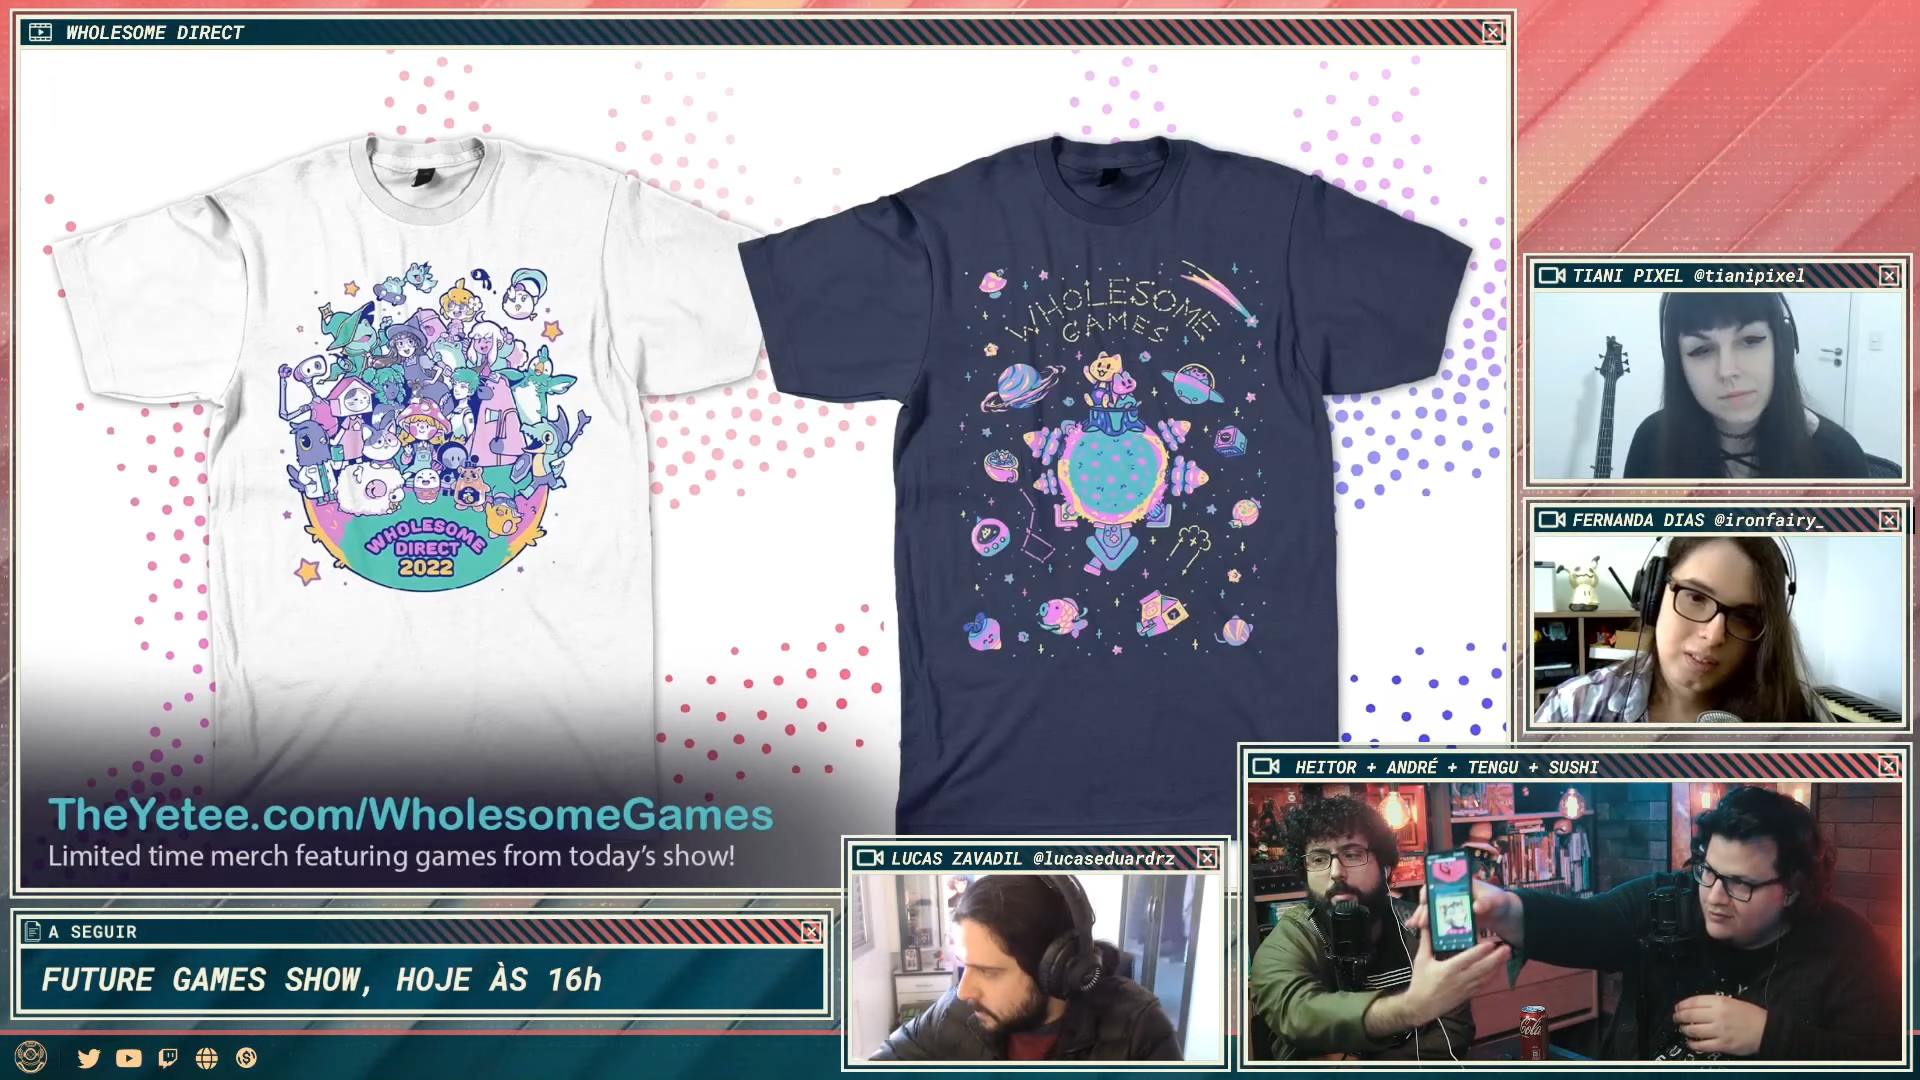 WHOLESOME DIRECT
WHOLESOME
DIRECT
2022
WHOLESOME
GAMES
TheYetee.com/WholesomeGames
Limited time merch featuring games from today's show!
TIANI PIXEL @tianipixel
FERNANDA DIAS @ironfairy_
HEITOR + ANDRÉ + TENGU + SUSHI
LUCAS ZAVADIL @lucaseduardrz
A SEGUIR
FUTURE GAMES SHOW, HOJE ÀS 16h
Cola